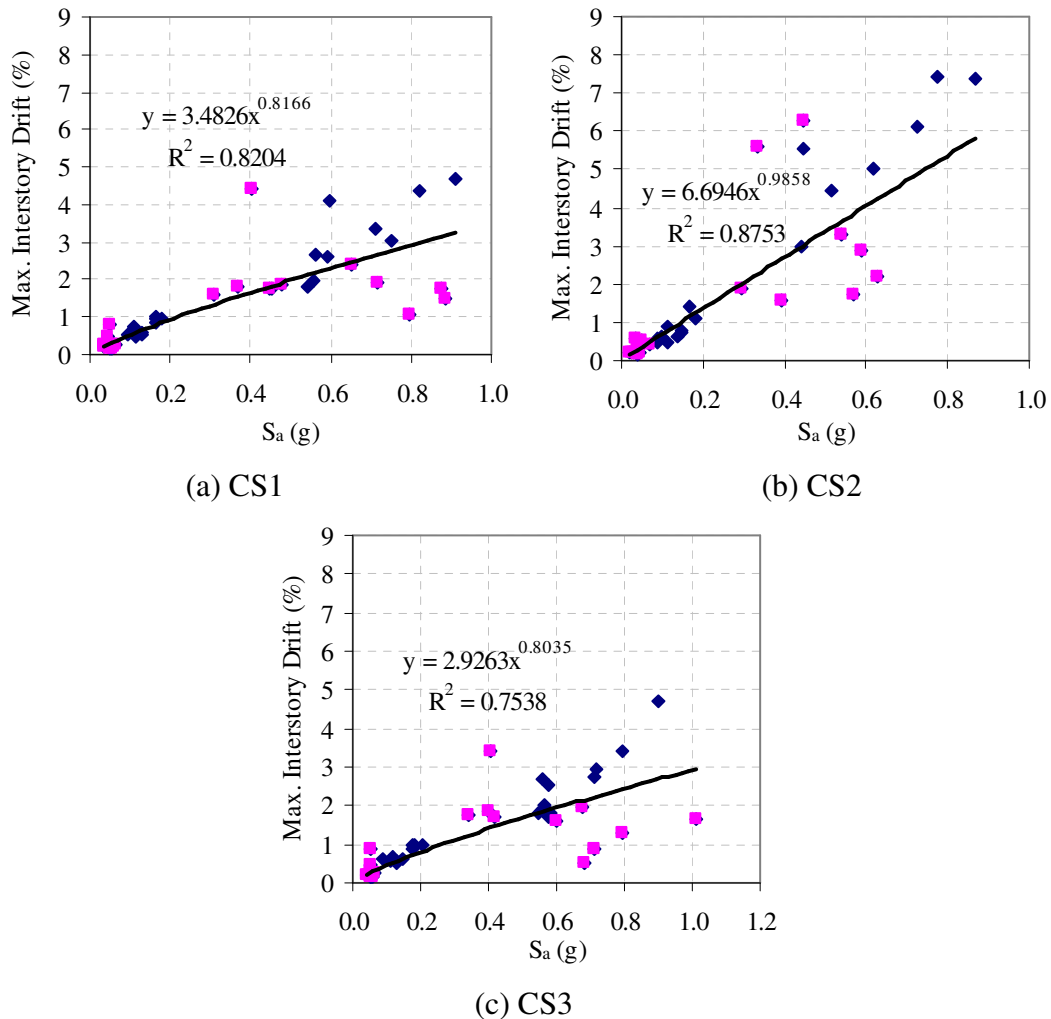 Max. Interstory Drift (%)
9
8
7
6
5
4
3
2
1
0
y = 3.4826x^0.8166
R^2 = 0.8204
0.0 0.2 0.4 0.6 0.8 1.0
Sa (g)
(a) CS1
Max. Interstory Drift (%)
9
8
7
6
5
4
3
2
1
0
y = 6.6946x^0.9858
R^2 = 0.8753
0.0 0.2 0.4 0.6 0.8 1.0
Sa (g)
(b) CS2
Max. Interstory Drift (%)
9
8
7
6
5
4
3
2
1
0
y = 2.9263x^0.8035
R^2 = 0.7538
0.0 0.2 0.4 0.6 0.8 1.0 1.2
Sa (g)
(c) CS3